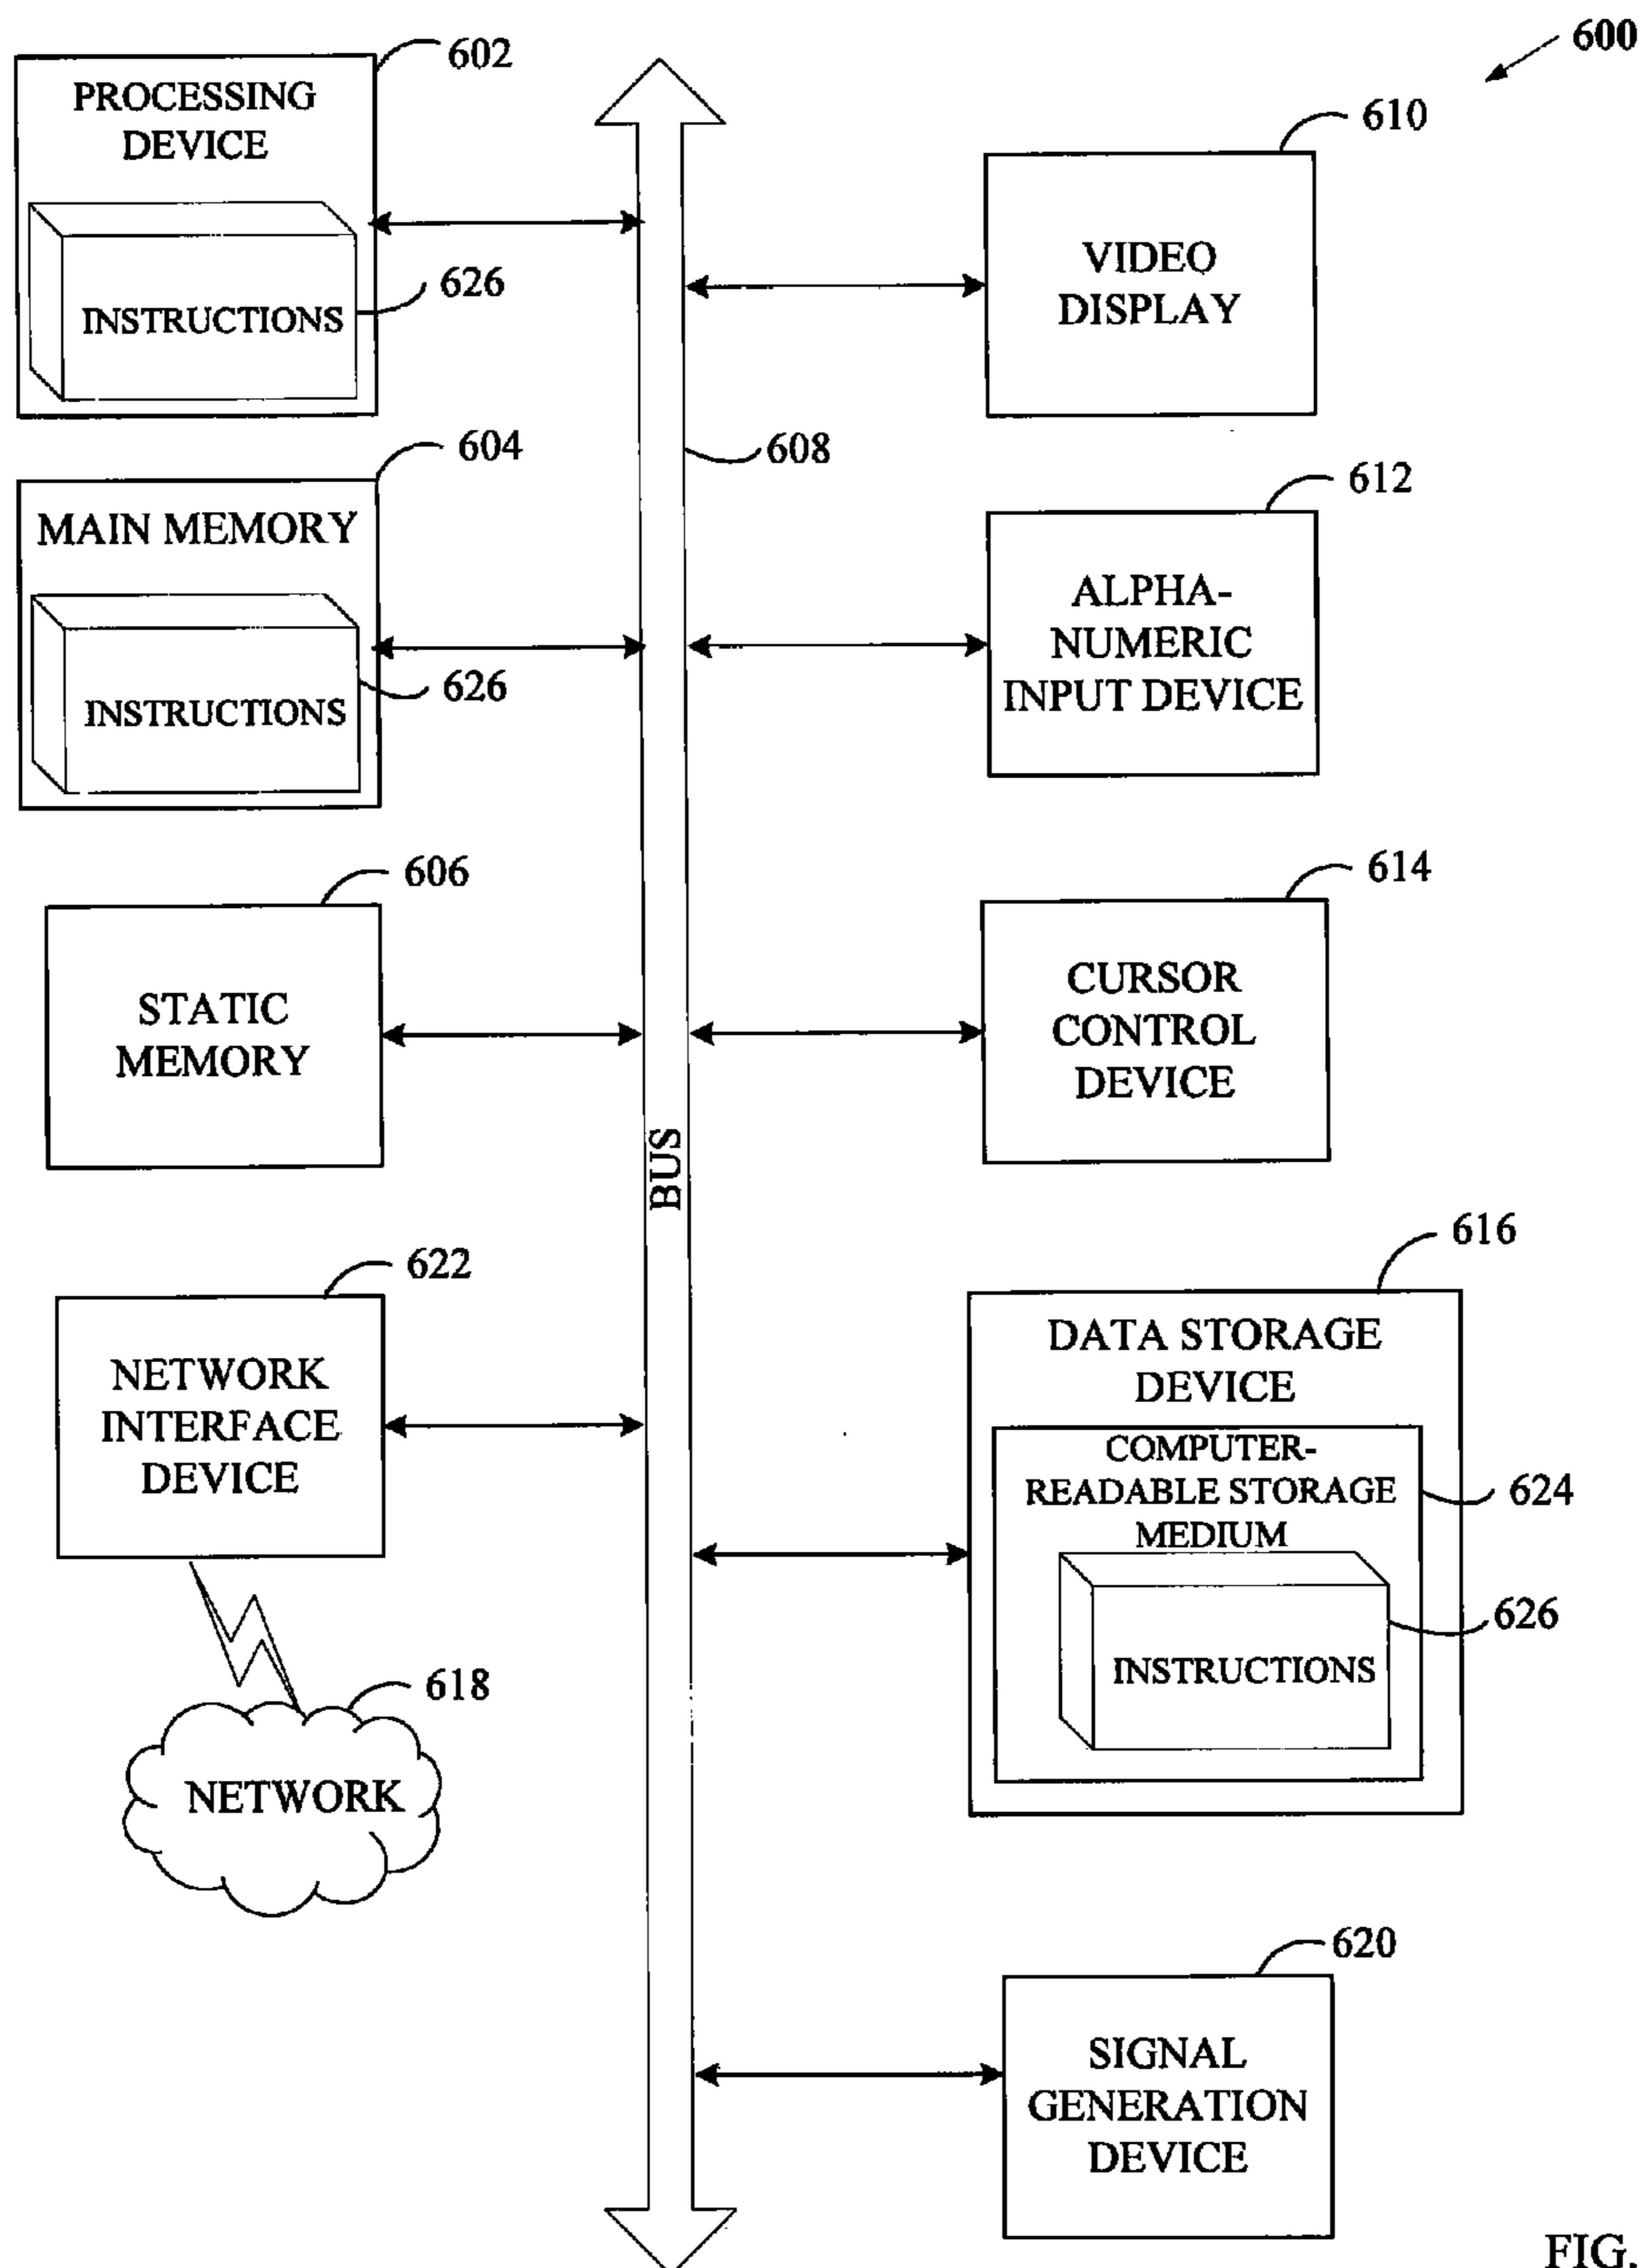 600
602
PROCESSING
DEVICE
INSTRUCTIONS
626
610
VIDEO
DISPLAY
608
604
MAIN MEMORY
INSTRUCTIONS
626
612
ALPHA-
NUMERIC
INPUT DEVICE
606
STATIC
MEMORY
614
CURSOR
CONTROL
DEVICE
BUS
622
NETWORK
INTERFACE
DEVICE
616
DATA STORAGE
DEVICE
COMPUTER-
READABLE STORAGE
MEDIUM
624
INSTRUCTIONS
626
618
NETWORK
620
SIGNAL
GENERATION
DEVICE
FIG.